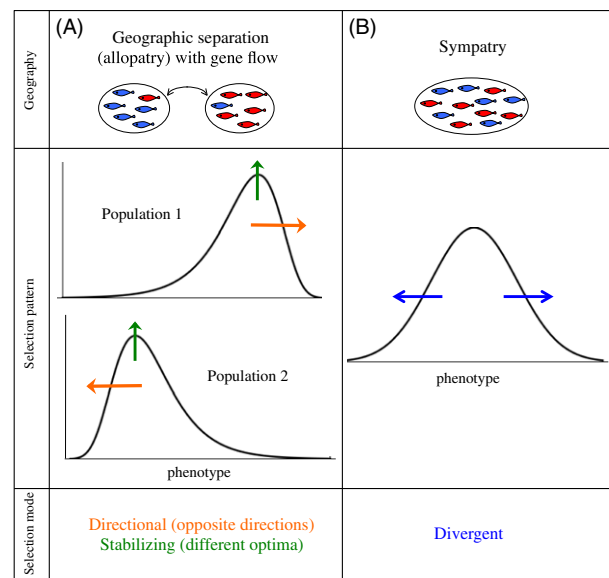 (A)
Geographic separation
(allopatry) with gene flow
(B)
Sympatry
Geography
Population 1
Population 2
phenotype
phenotype
Selection pattern
Directional (opposite directions)
Stabilizing (different optima)
Divergent
Selection mode